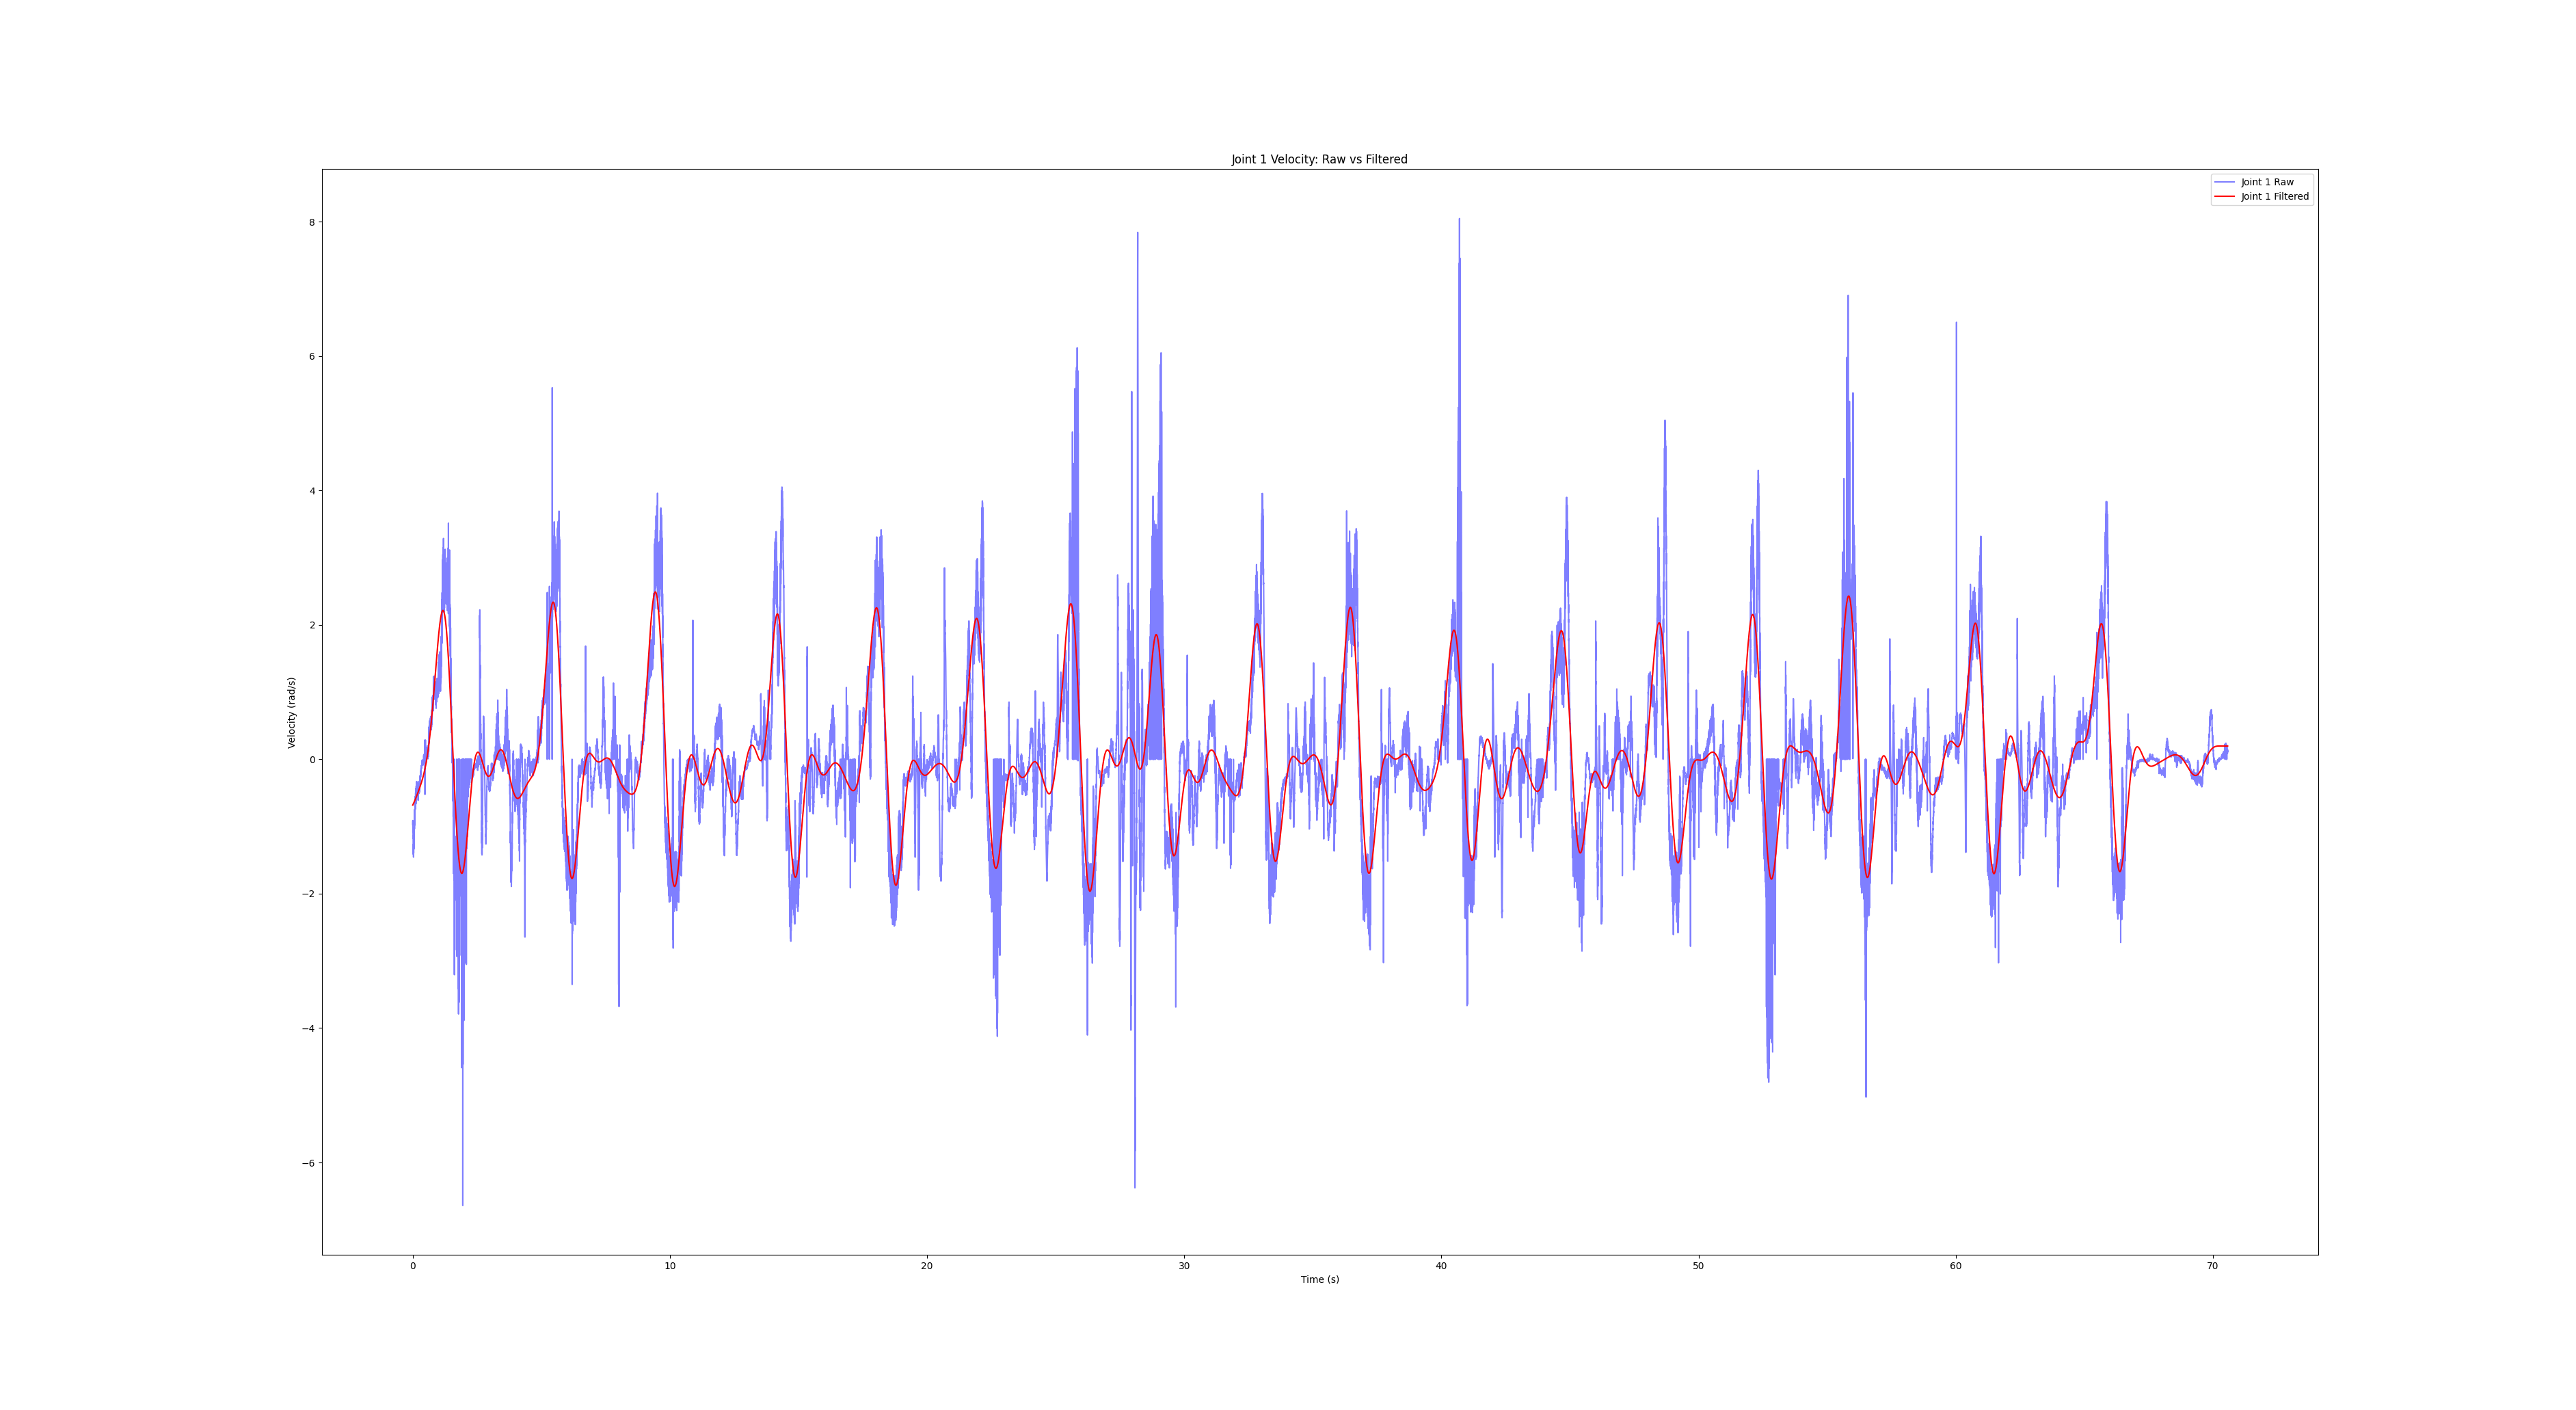 Joint 1 Velocity: Raw vs Filtered
Joint 1 Raw
Joint 1 Filtered
8
6
4
2
0
−2
−4
−6
Velocity (rad/s)
0 10 20 30 40 50 60 70
Time (s)